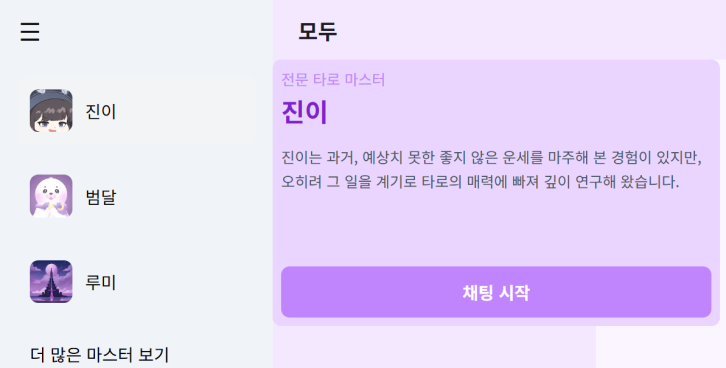 모두
진이
범달
루미
더 많은 마스터 보기
전문 타로 마스터
진이
진이는 과거, 예상치 못한 좋지 않은 운세를 마주해 본 경험이 있지만,
오히려 그 일을 계기로 타로의 매력에 빠져 깊이 연구해 왔습니다.
채팅 시작